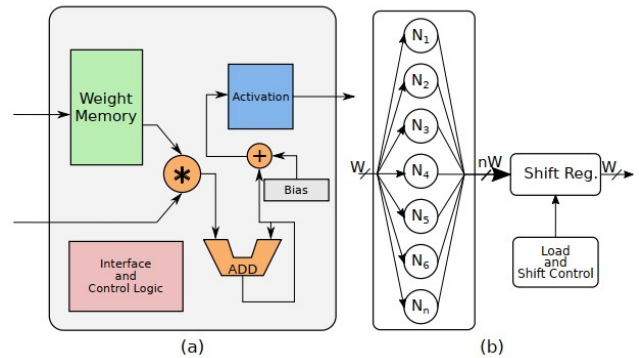 Weight
Memory
Activation
*
+
Bias
ADD
Interface
and
Control Logic
(a)
N1
N2
N3
N4
N5
N6
Nn
W
nW
Shift Reg.
W
Load
and
Shift Control
(b)